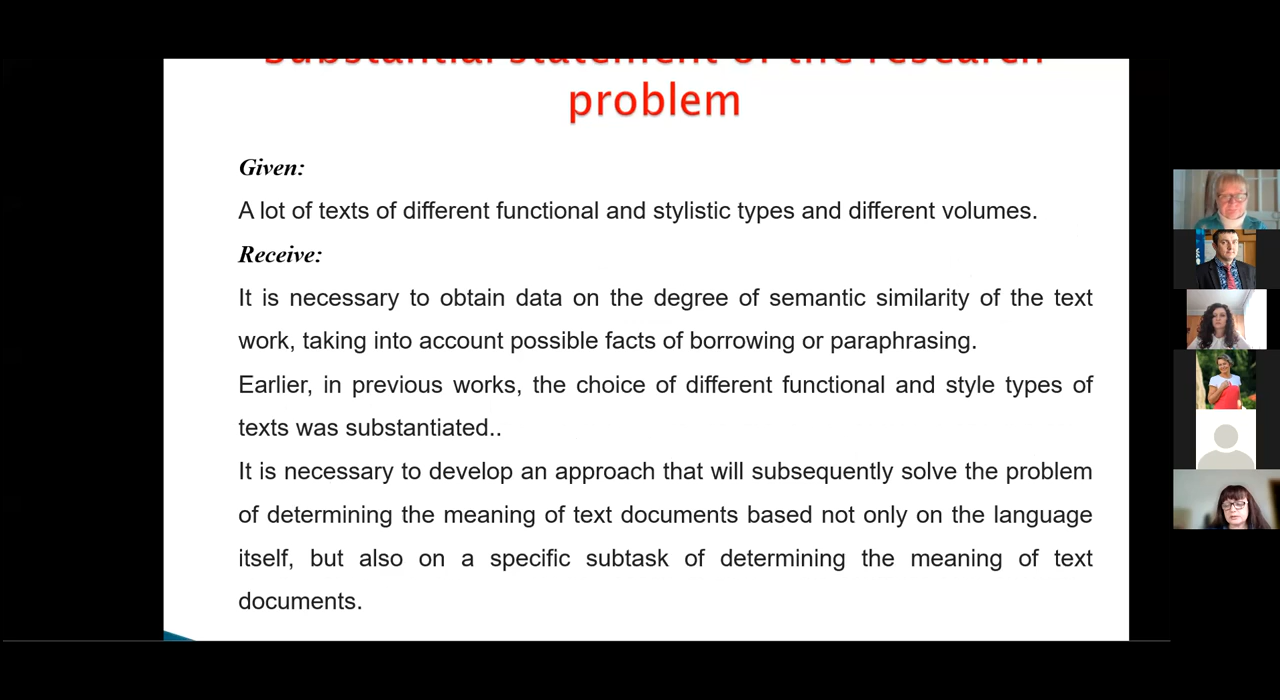 Substantial statement of the research
problem
Given:
A lot of texts of different functional and stylistic types and different volumes.
Receive:
It is necessary to obtain data on the degree of semantic similarity of the text
work, taking into account possible facts of borrowing or paraphrasing.
Earlier, in previous works, the choice of different functional and style types of
texts was substantiated..
It is necessary to develop an approach that will subsequently solve the problem
of determining the meaning of text documents based not only on the language
itself, but also on a specific subtask of determining the meaning of text
documents.